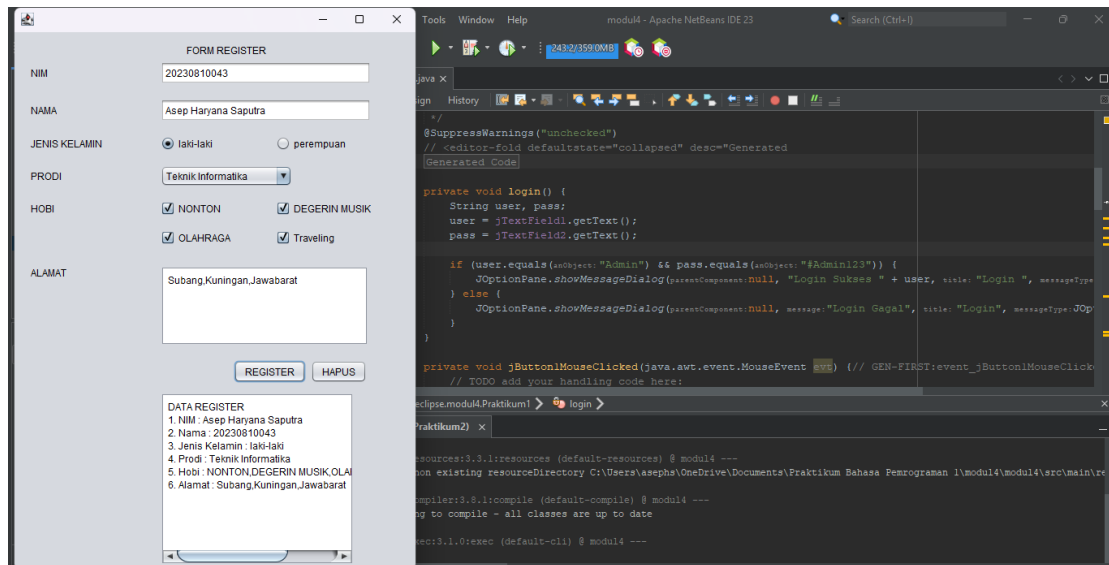 FORM REGISTER
NIM
20230810043
NAMA
Asep Haryana Saputra
JENIS KELAMIN
laki-laki
perempuan
PRODI
Teknik Informatika
HOBI
NONTON
DEGERIN MUSIK
OLAHRAGA
Traveling
ALAMAT
Subang,Kuningan,Jawabarat
REGISTER
HAPUS
DATA REGISTER
1. NIM : Asep Haryana Saputra
2. Nama : 20230810043
3. Jenis Kelamin : laki-laki
4. Prodi : Teknik Informatika
5. Hobi : NONTON,DEGERIN MUSIK,OLAI
6. Alamat : Subang,Kuningan,Jawabarat
Tools Window Help
modul4 - Apache NetBeans IDE 23
Search (Ctrl+I)
243.2/359.0MB
.java
ign History
*/
@SuppressWarnings("unchecked")
// <editor-fold defaultstate="collapsed" desc="Generated
Generated Code
private void login() {
String user, pass;
user = jTextField1.getText();
pass = jTextField2.getText();
if (user.equals(anObject: "Admin") && pass.equals(anObject: "#Admin123")) {
JOptionPane.showMessageDialog(parentComponent:null, "Login Sukses " + user, title: "Login ", messageType
} else {
JOptionPane.showMessageDialog(parentComponent:null, message:"Login Gagal", title: "Login", messageType:JOp
}
}
private void jButton1MouseClicked(java.awt.event.MouseEvent evt) {// GEN-FIRST:event_jButton1MouseClick
// TODO add your handling code here:
eclipse.modul4.Praktikum1 login
Praktikum2)
esources:3.3.1:resources (default-resources) @ modul4 ---
non existing resourceDirectory C:\Users\asephs\OneDrive\Documents\Praktikum Bahasa Pemrograman 1\modul4\modul4\src\main\re
ompiler:3.8.1:compile (default-compile) @ modul4 ---
ng to compile - all classes are up to date
xec:3.1.0:exec (default-cli) @ modul4 ---